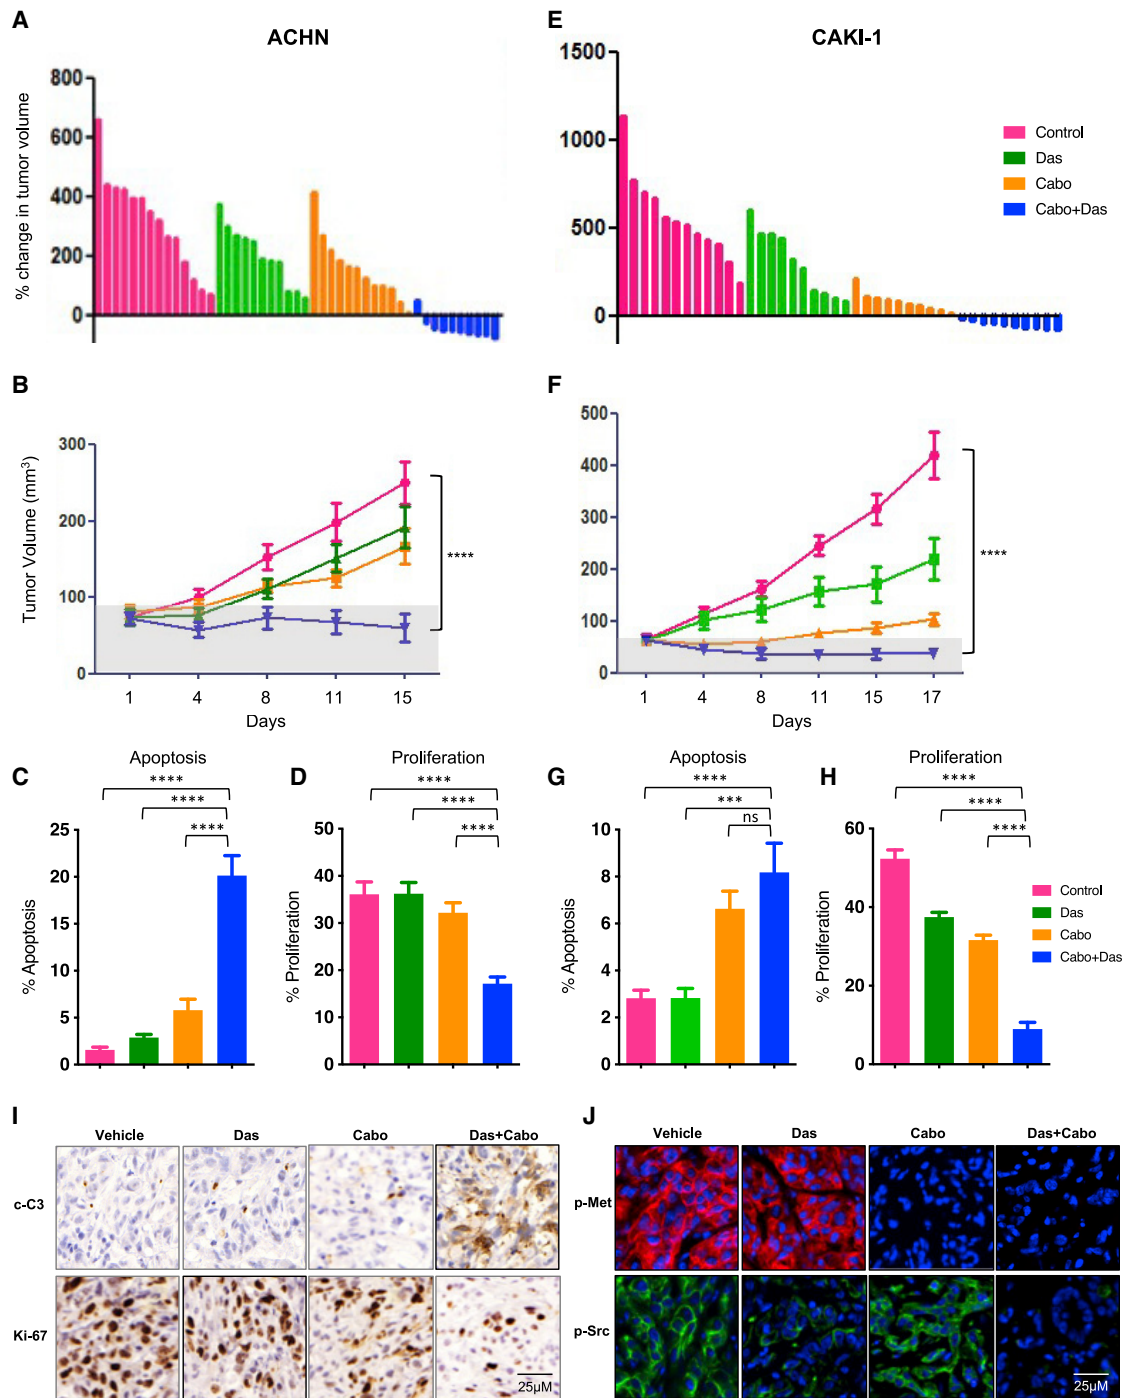 A
ACHN
% change in tumor volume
800
600
400
200
0
E
CAKI-1
1500
1000
500
0
Control
Das
Cabo
Cabo+Das
B
Tumor Volume (mm³)
300
200
100
0
1 4 8 11 15
Days
****
F
500
400
300
200
100
0
1 4 8 11 15 17
Days
****
C
Apoptosis
****
****
****
% Apoptosis
25
20
15
10
5
0
D
Proliferation
****
****
****
% Proliferation
50
40
30
20
10
0
G
Apoptosis
****
***
ns
% Apoptosis
10
8
6
4
2
0
H
Proliferation
****
****
****
% Proliferation
60
40
20
0
Control
Das
Cabo
Cabo+Das
I
Vehicle Das Cabo Das+Cabo
c-C3
Ki-67
25µM
J
Vehicle Das Cabo Das+Cabo
p-Met
p-Src
25µM